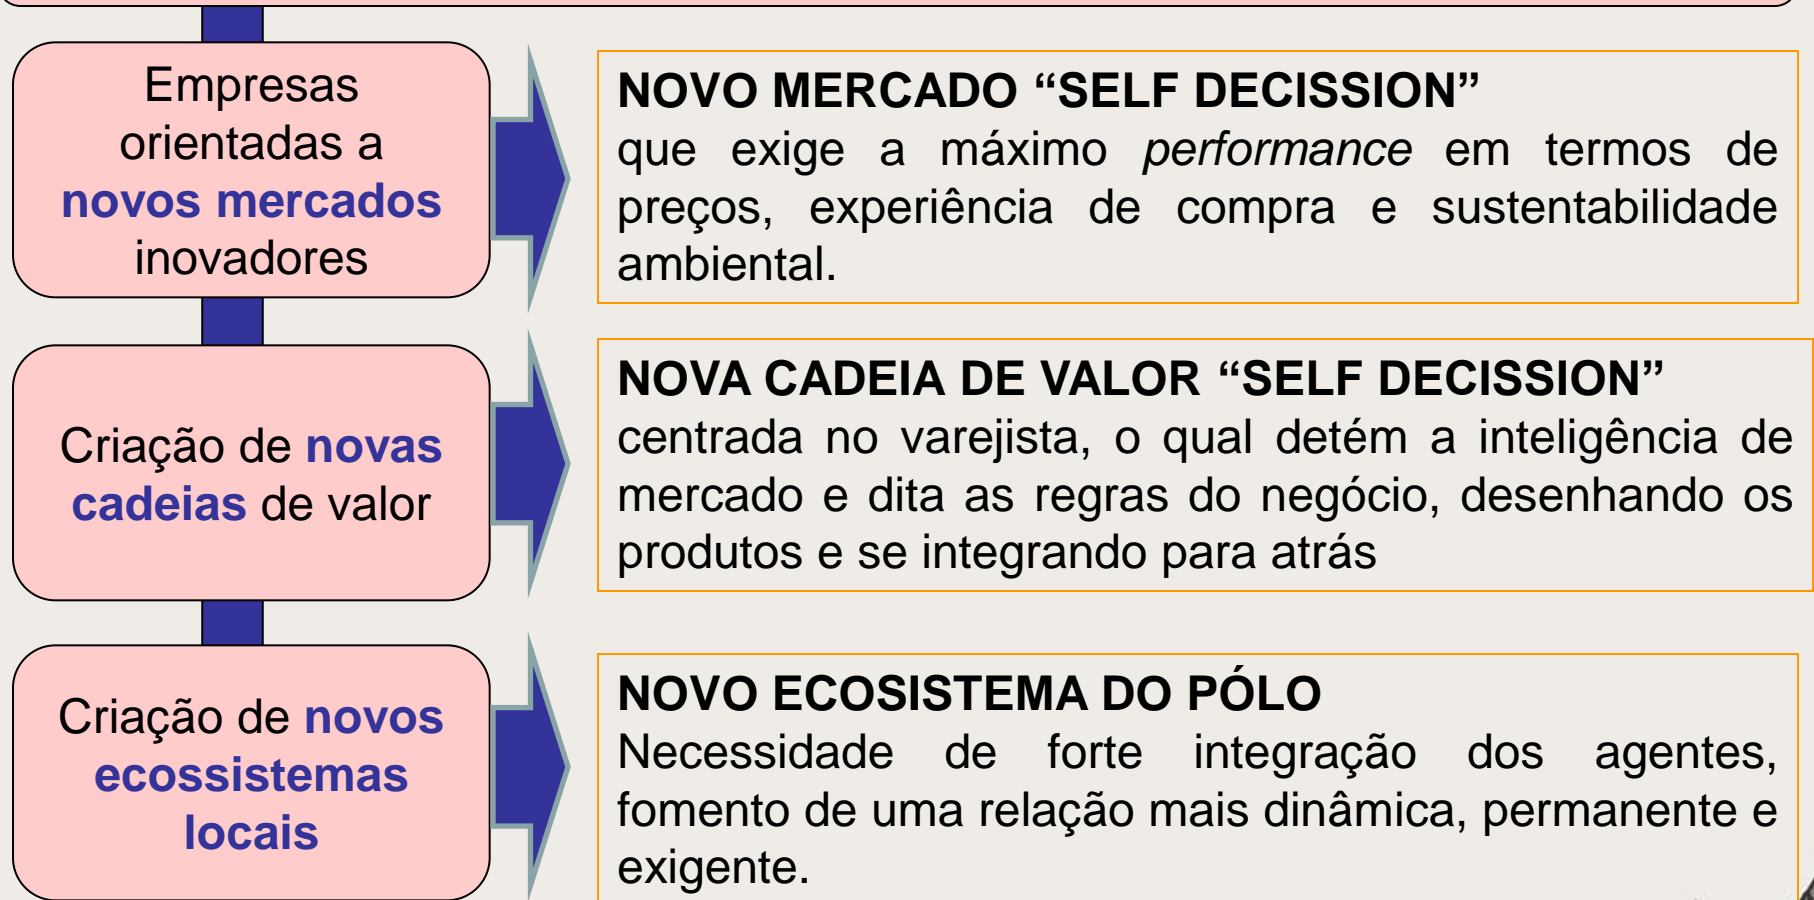 Empresas
orientadas a
novos mercados
inovadores
NOVO MERCADO “SELF DECISSION”
que exige a máximo performance em termos de
preços, experiência de compra e sustentabilidade
ambiental.
Criação de novas
cadeias de valor
NOVA CADEIA DE VALOR “SELF DECISSION”
centrada no varejista, o qual detém a inteligência de
mercado e dita as regras do negócio, desenhando os
produtos e se integrando para atrás
Criação de novos
ecossistemas
locais
NOVO ECOSISTEMA DO PÓLO
Necessidade de forte integração dos agentes,
fomento de uma relação mais dinâmica, permanente e
exigente.